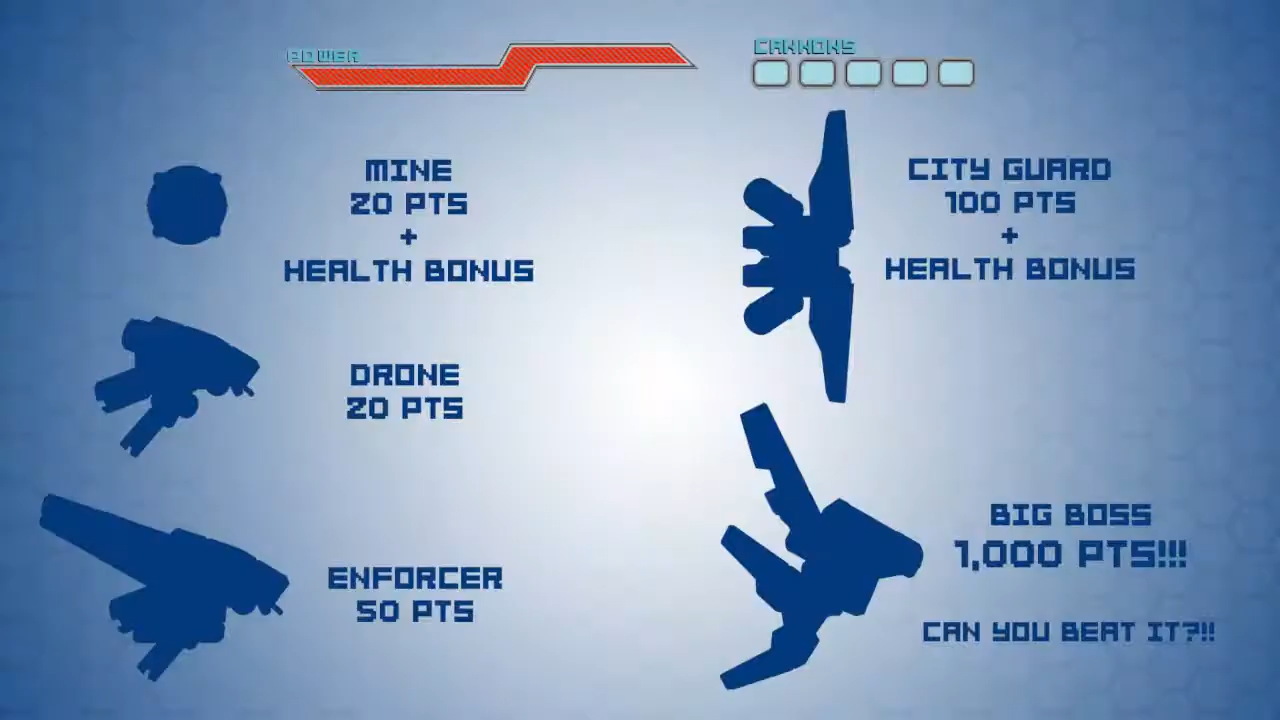 POWER
CANNONS
MINE
20 PTS
+
HEALTH BONUS
CITY GUARD
100 PTS
+
HEALTH BONUS
DRONE
20 PTS
ENFORCER
50 PTS
BIG BOSS
1,000 PTS!!!
CAN YOU BEAT IT?!!